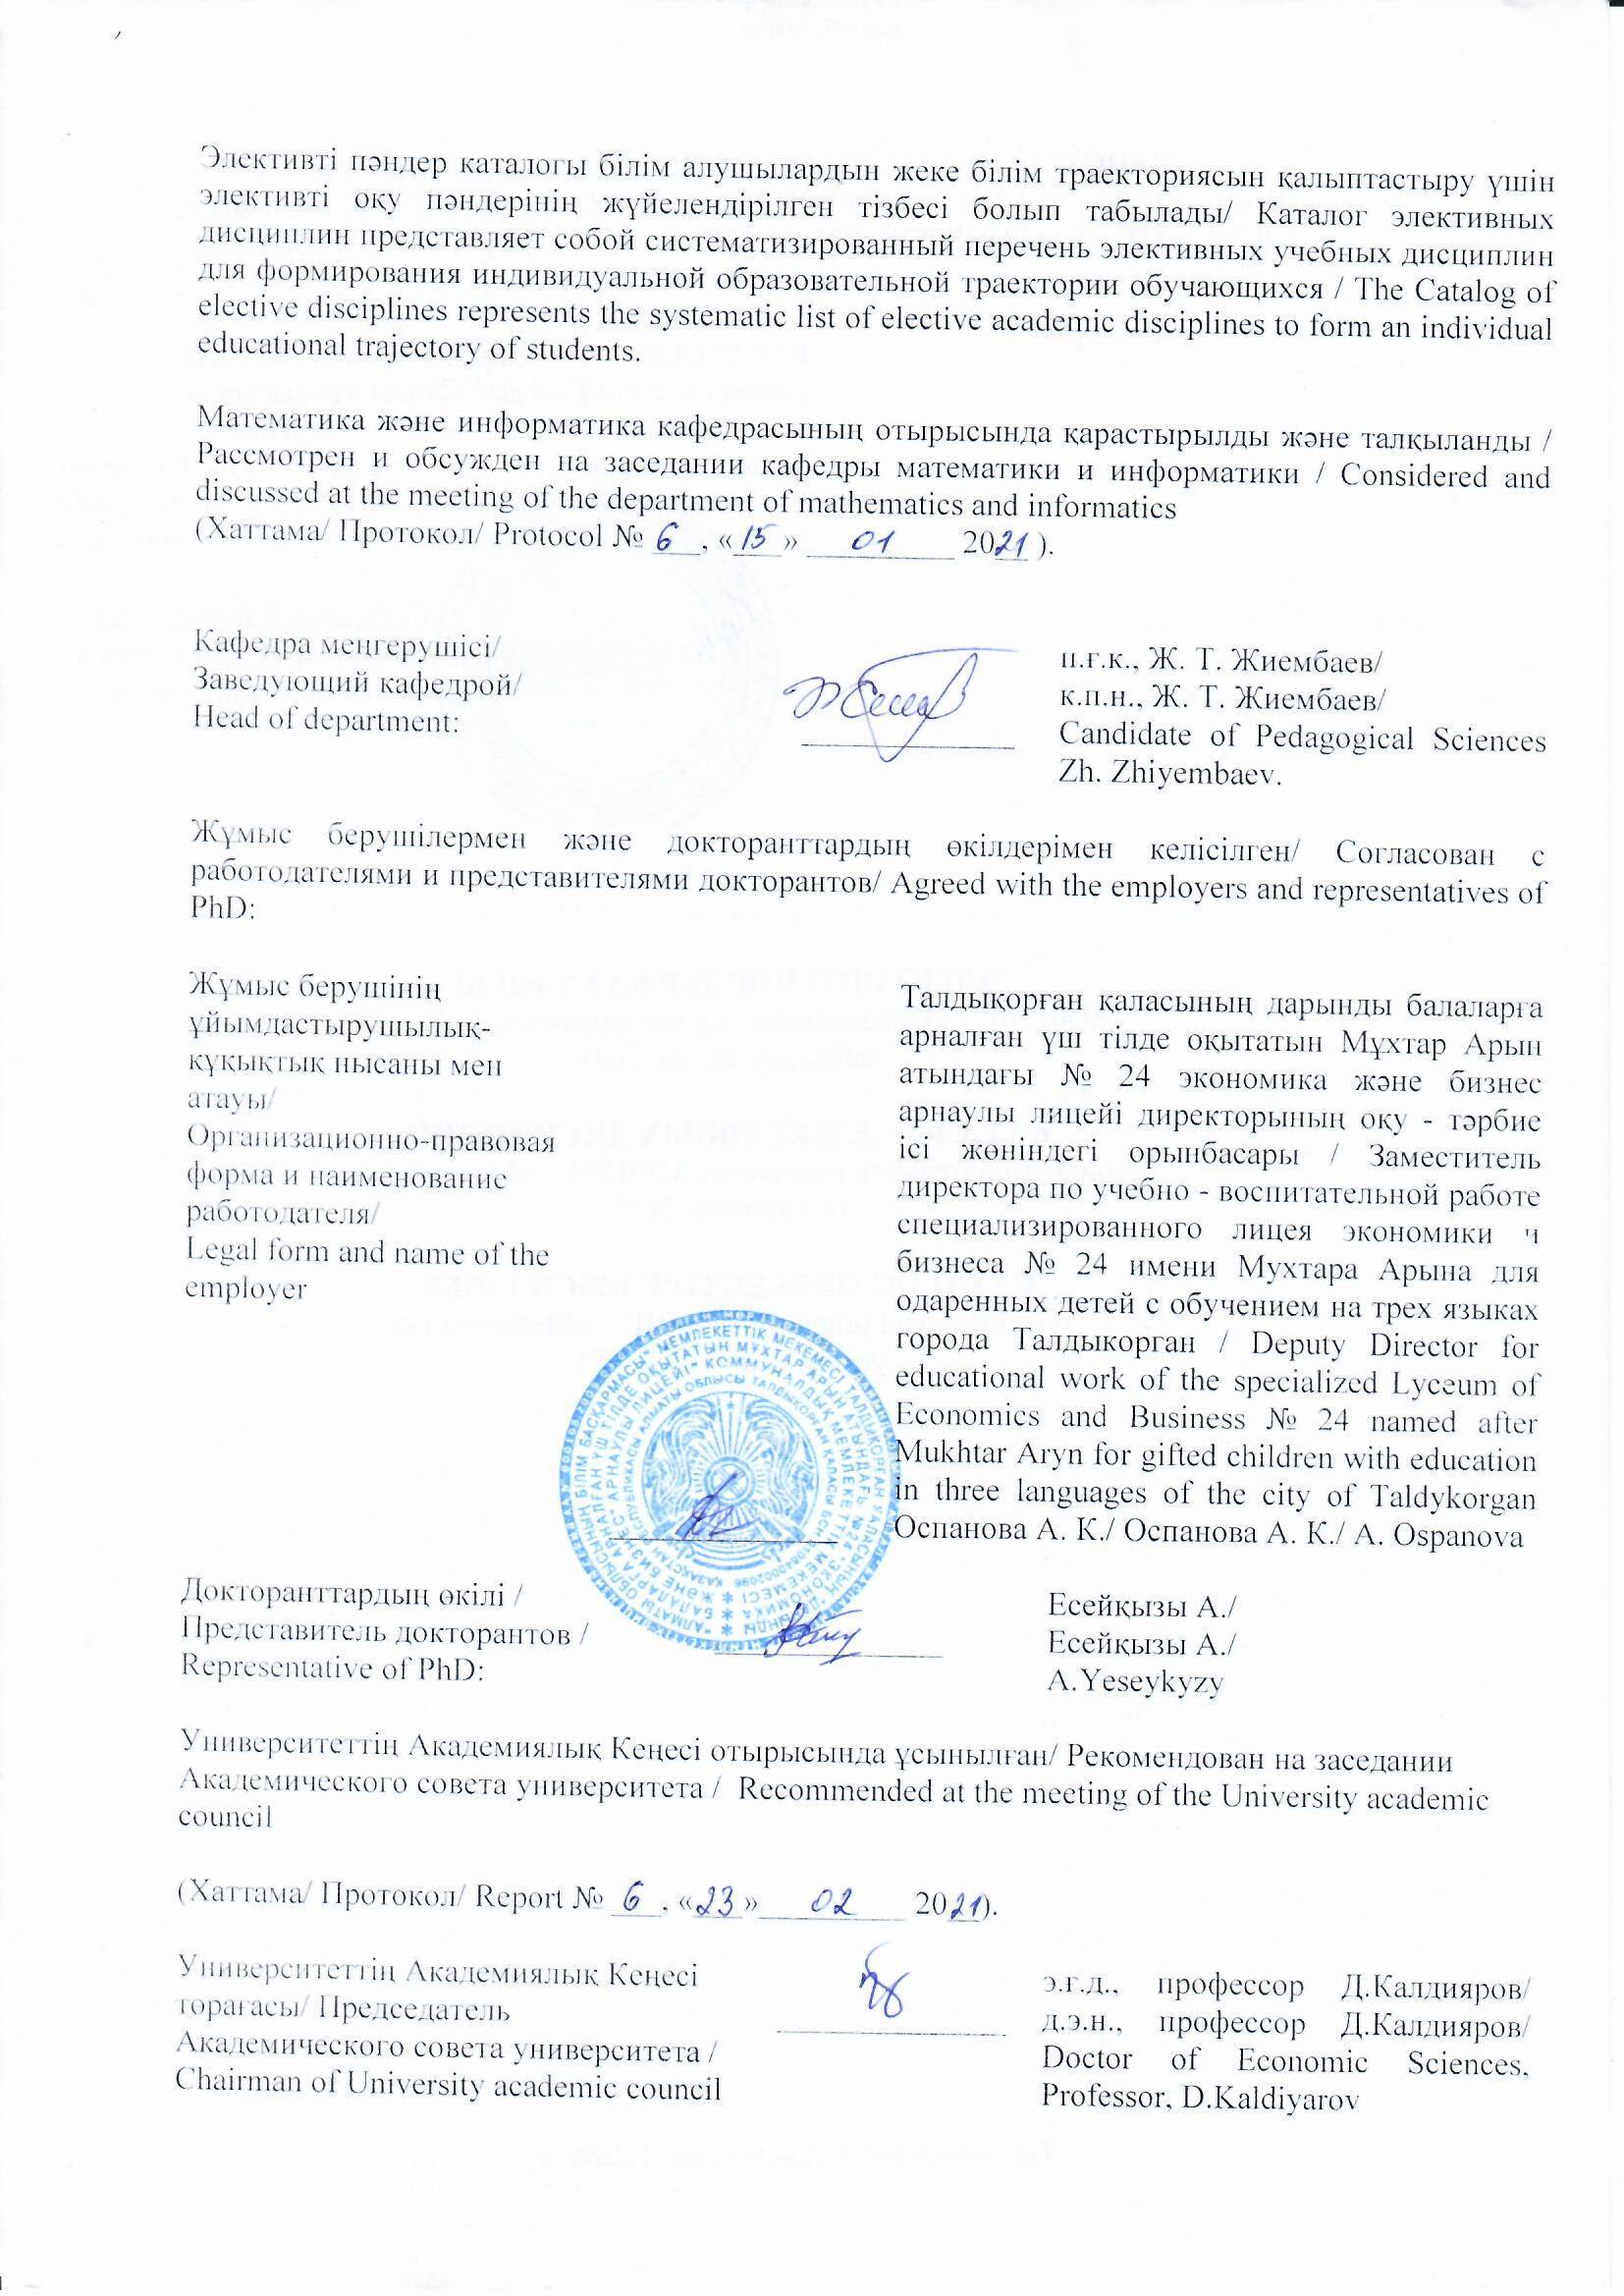 Элективті пәндер каталогы білім алушылардын жеке білім траекториясын қалыптастыру үшін
элективті оқу пәндерінің жүйелендірілген тізбесі болып табылады/ Каталог элективных
дисциплин представляет собой систематизированный перечень элективных учебных дисциплин
для формирования индивидуальной образовательной траектории обучающихся / The Catalog of
elective disciplines represents the systematic list of elective academic disciplines to form an individual
educational trajectory of students.
Математика және информатика кафедрасының отырысында қарастырылды және талқыланды /
Рассмотрен и обсужден на заседании кафедры математики и информатики / Considered and
discussed at the meeting of the department of mathematics and informatics
(Хаттама/ Протокол/ Protocol № 6, «15» 01 2021 ).
Кафедра меңгерушісі/
Заведующий кафедрой/
Head of department:
п.ғ.к., Ж. Т. Жиембаев/
к.п.н., Ж. Т. Жиембаев/
Candidate of Pedagogical Sciences
Zh. Zhiyembaev.
Жұмыс берушілермен және докторанттардың өкілдерімен келісілген/ Согласован с
работодателями и представителями докторантов/ Agreed with the employers and representatives of
PhD:
Жұмыс берушінің
ұйымдастырушылық-
құқықтық нысаны мен
атауы/
Организационно-правовая
форма и наименование
работодателя/
Legal form and name of the
employer
Талдықорған қаласының дарынды балаларға
арналған үш тілде оқытатын Мұхтар Арын
атындағы № 24 экономика және бизнес
арнаулы лицейі директорының оқу - тәрбие
ісі жөніндегі орынбасары / Заместитель
директора по учебно - воспитательной работе
специализированного лицея экономики и
бизнеса № 24 имени Мухтара Арына для
одаренных детей с обучением на трех языках
города Талдыкорган / Deputy Director for
educational work of the specialized Lyceum of
Economics and Business № 24 named after
Mukhtar Aryn for gifted children with education
in three languages of the city of Taldykorgan
Оспанова А. К./ Оспанова А. К./ A. Ospanova
Докторанттардың өкілі /
Представитель докторантов /
Representative of PhD:
Есейқызы А./
Есейқызы А./
A.Yeseykyzy
Университеттің Академиялық Кеңесі отырысында ұсынылған/ Рекомендован на заседании
Академического совета университета / Recommended at the meeting of the University academic
council
(Хаттама/ Протокол/ Report № 6, «23» 02 2021).
Университеттің Академиялық Кеңесі
төрағасы/ Председатель
Академического совета университета /
Chairman of University academic council
э.ғ.д., профессор Д.Калдияров/
д.э.н., профессор Д.Калдияров/
Doctor of Economic Sciences,
Professor, D.Kaldiyarov